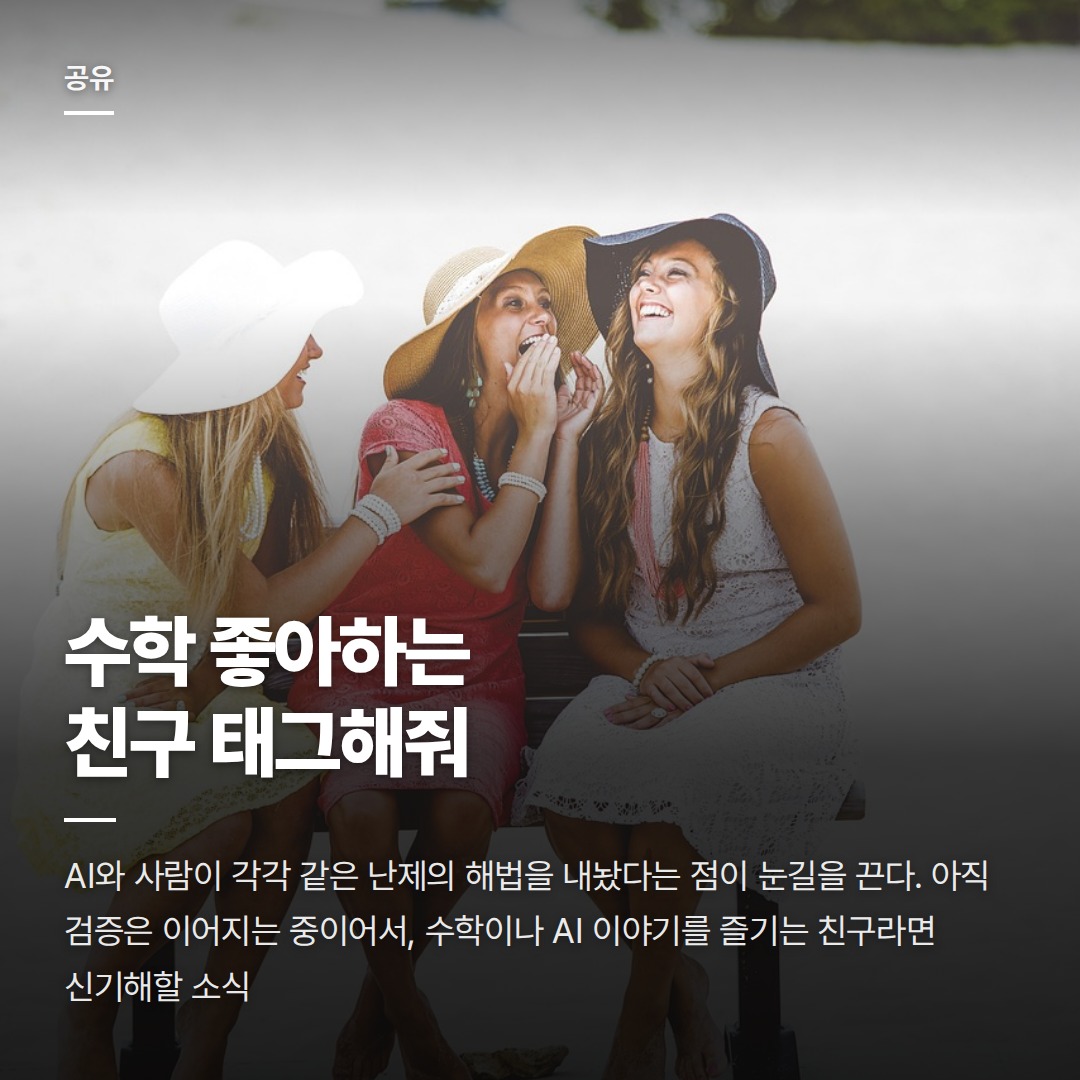 공유
수학 좋아하는
친구 태그해줘
AI와 사람이 각각 같은 난제의 해법을 내놨다는 점이 눈길을 끈다. 아직
검증은 이어지는 중이어서, 수학이나 AI 이야기를 즐기는 친구라면
신기해할 소식